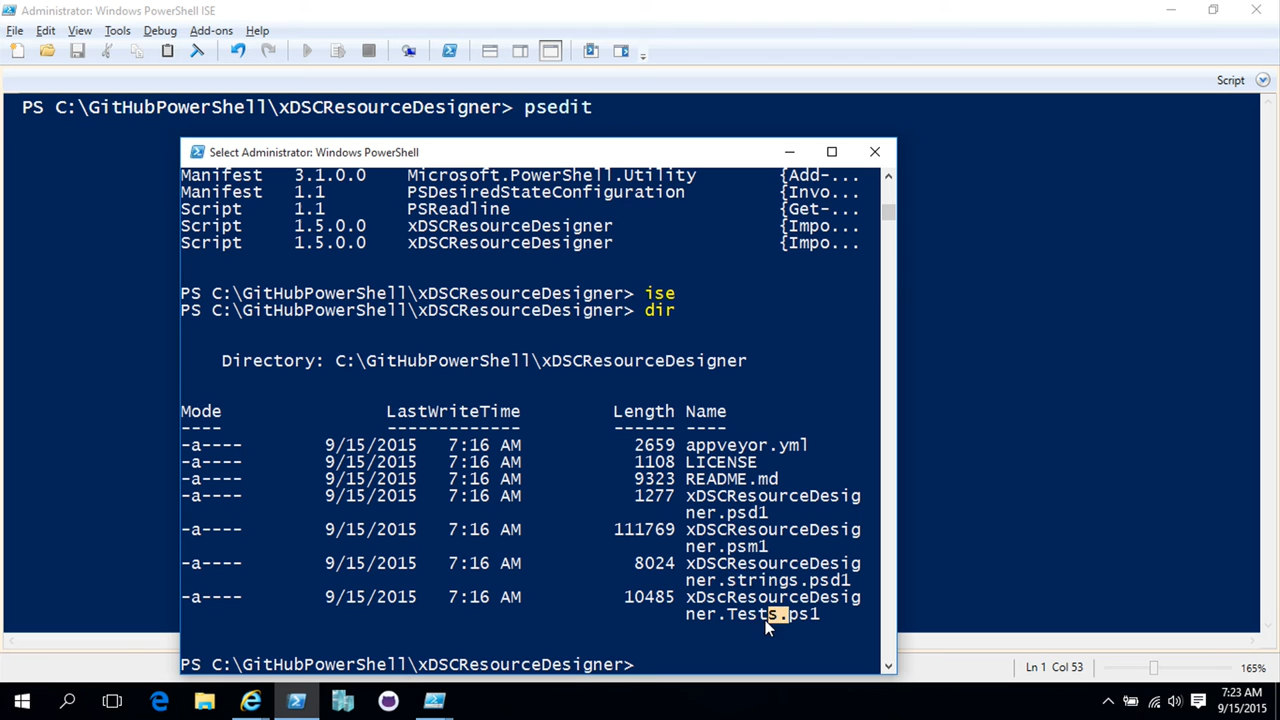 Administrator: Windows PowerShell ISE
File Edit View Tools Debug Add-ons Help
Script
PS C:\GitHubPowerShell\xDSCResourceDesigner> psedit
Select Administrator: Windows PowerShell
Manifest 3.1.0.0 Microsoft.PowerShell.Utility {Add-...
Manifest 1.1 PSDesiredStateConfiguration {Invo...
Script 1.1 PSReadline {Get-...
Script 1.5.0.0 xDSCResourceDesigner {Impo...
Script 1.5.0.0 xDSCResourceDesigner {Impo...
PS C:\GitHubPowerShell\xDSCResourceDesigner> ise
PS C:\GitHubPowerShell\xDSCResourceDesigner> dir
Directory: C:\GitHubPowerShell\xDSCResourceDesigner
Mode LastWriteTime Length Name
---- ------------- ------ ----
-a---- 9/15/2015 7:16 AM 2659 appveyor.yml
-a---- 9/15/2015 7:16 AM 1108 LICENSE
-a---- 9/15/2015 7:16 AM 9323 README.md
-a---- 9/15/2015 7:16 AM 1277 xDSCResourceDesig
ner.psd1
-a---- 9/15/2015 7:16 AM 111769 xDSCResourceDesig
ner.psm1
-a---- 9/15/2015 7:16 AM 8024 xDSCResourceDesig
ner.strings.psd1
-a---- 9/15/2015 7:16 AM 10485 xDscResourceDesig
ner.Tests.ps1
PS C:\GitHubPowerShell\xDSCResourceDesigner>
Ln 1 Col 53 165%
7:23 AM
9/15/2015